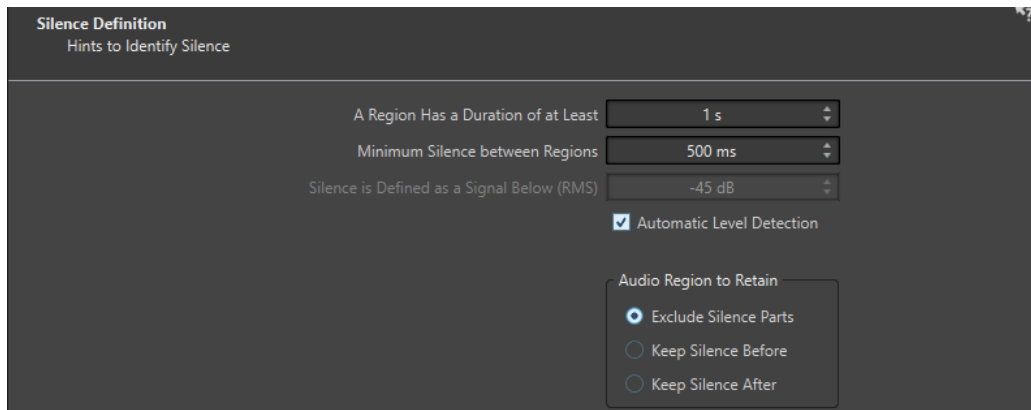 Silence Definition
Hints to Identify Silence
A Region Has a Duration of at Least 1 s
Minimum Silence between Regions 500 ms
Silence is Defined as a Signal Below (RMS) -45 dB
Automatic Level Detection
Audio Region to Retain
Exclude Silence Parts
Keep Silence Before
Keep Silence After